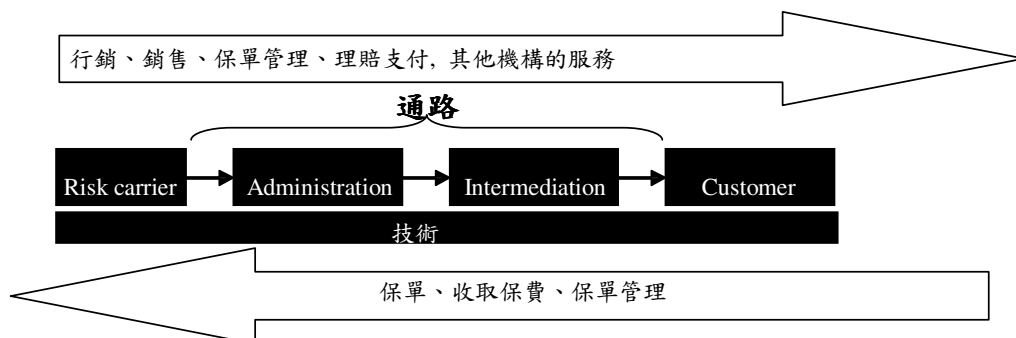 行銷、銷售、保單管理、理賠支付, 其他機構的服務
通路
Risk carrier
Administration
Intermediation
Customer
技術
保單、收取保費、保單管理